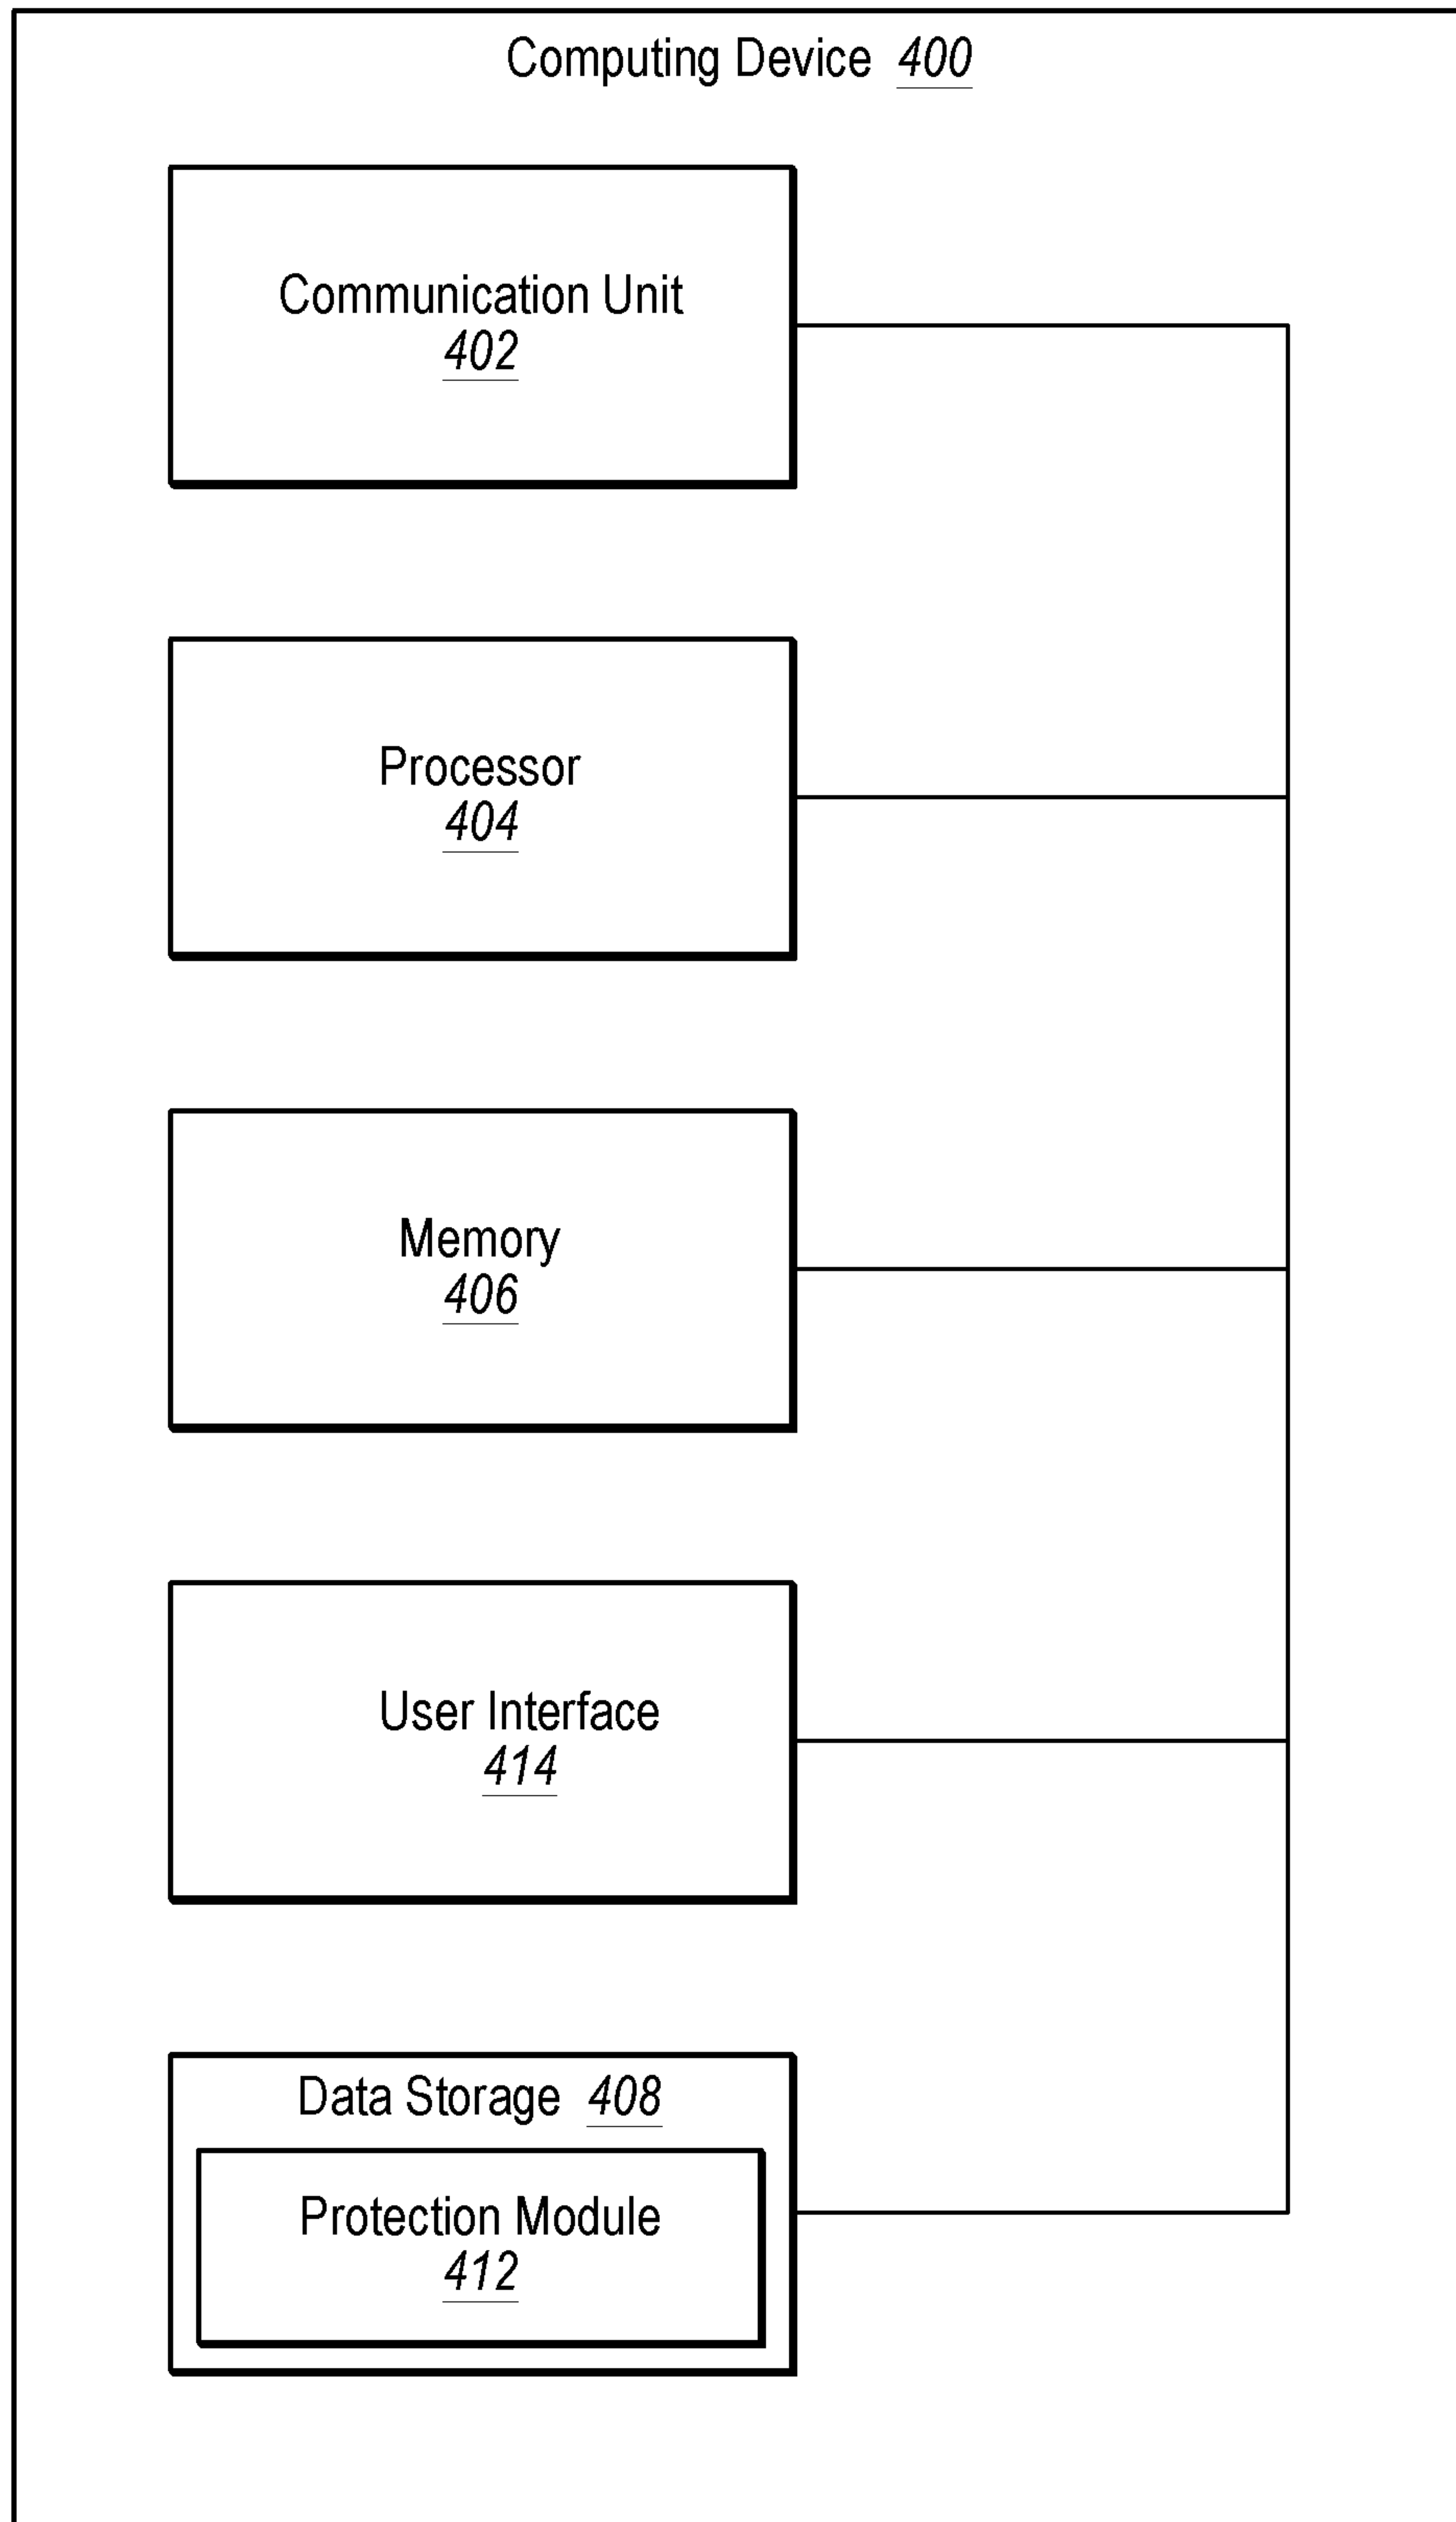 Computing Device 400
Communication Unit
402
Processor
404
Memory
406
User Interface
414
Data Storage 408
Protection Module
412